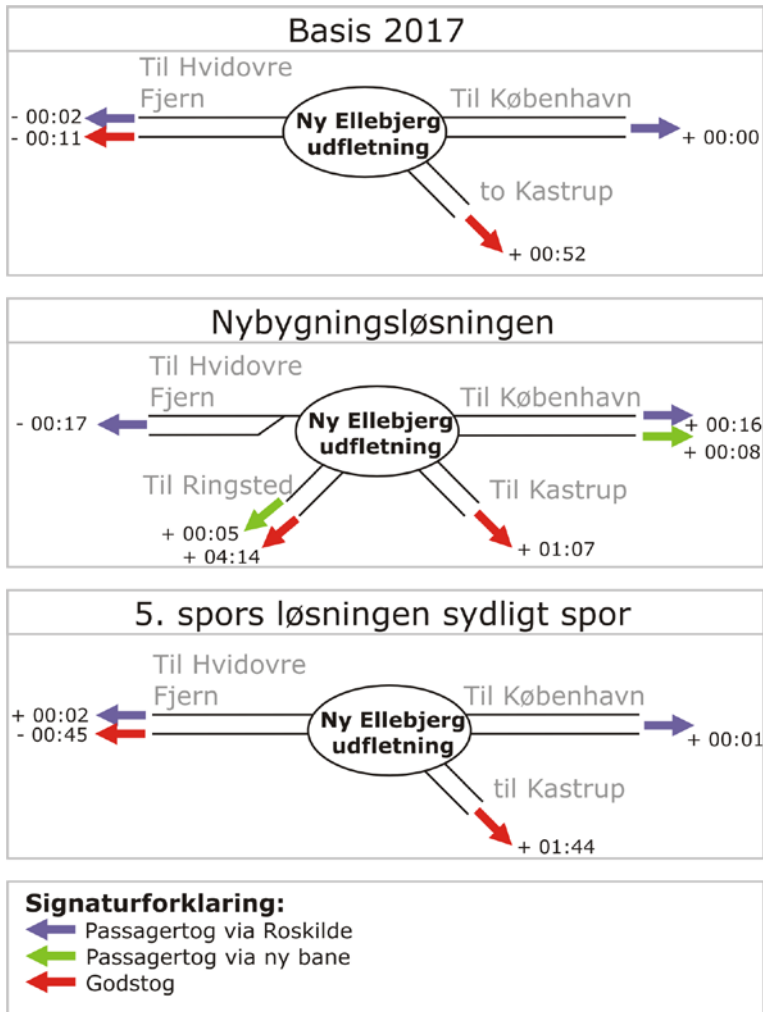 Basis 2017
Til Hvidovre
Fjern
Til København
Ny Ellebjerg
udfletning
- 00:02
- 00:11
+ 00:00
to Kastrup
+ 00:52
Nybygningsløsningen
Til Hvidovre
Fjern
Til København
Ny Ellebjerg
udfletning
- 00:17
+ 00:16
+ 00:08
Til Ringsted
Til Kastrup
+ 00:05
+ 04:14
+ 01:07
5. spors løsningen sydligt spor
Til Hvidovre
Fjern
Til København
Ny Ellebjerg
udfletning
+ 00:02
- 00:45
+ 00:01
til Kastrup
+ 01:44
Signaturforklaring:
Passagertog via Roskilde
Passagertog via ny bane
Godstog